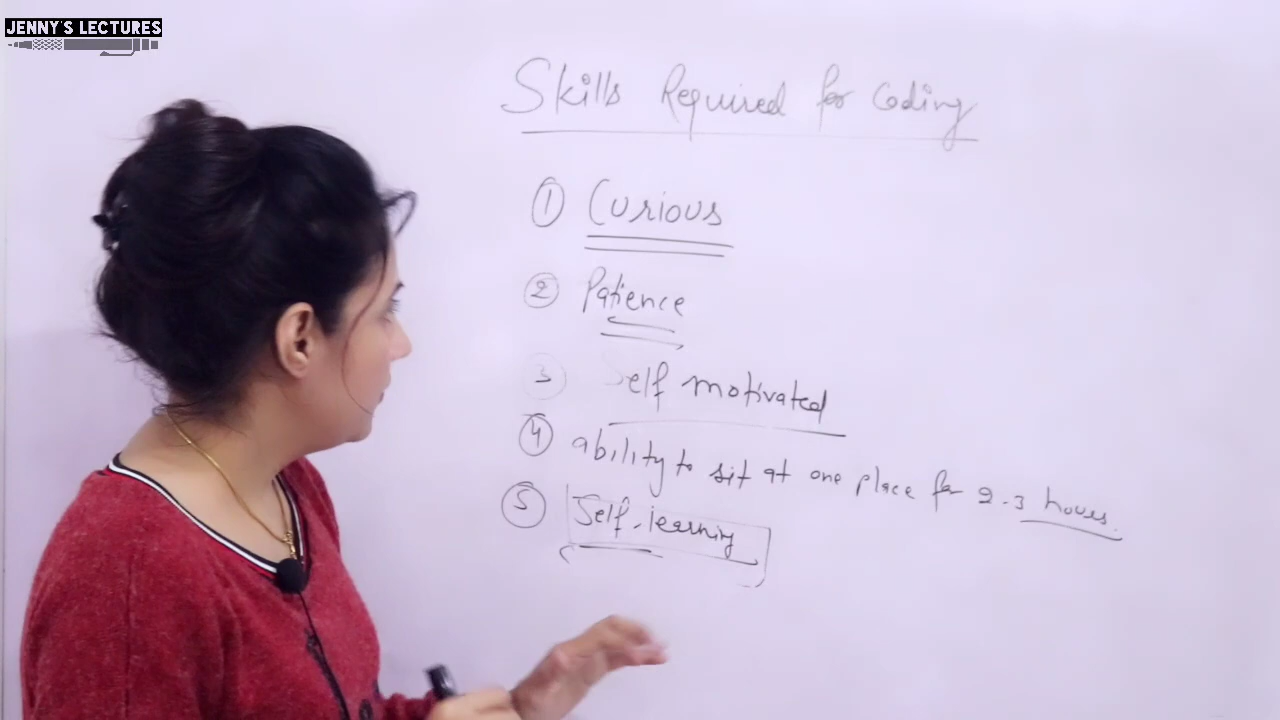 JENNY'S LECTURES
Skills Required for Coding
① Curious
② Patience
③ Self motivated
④ ability to sit at one place for 2-3 hours.
⑤ Self-learning